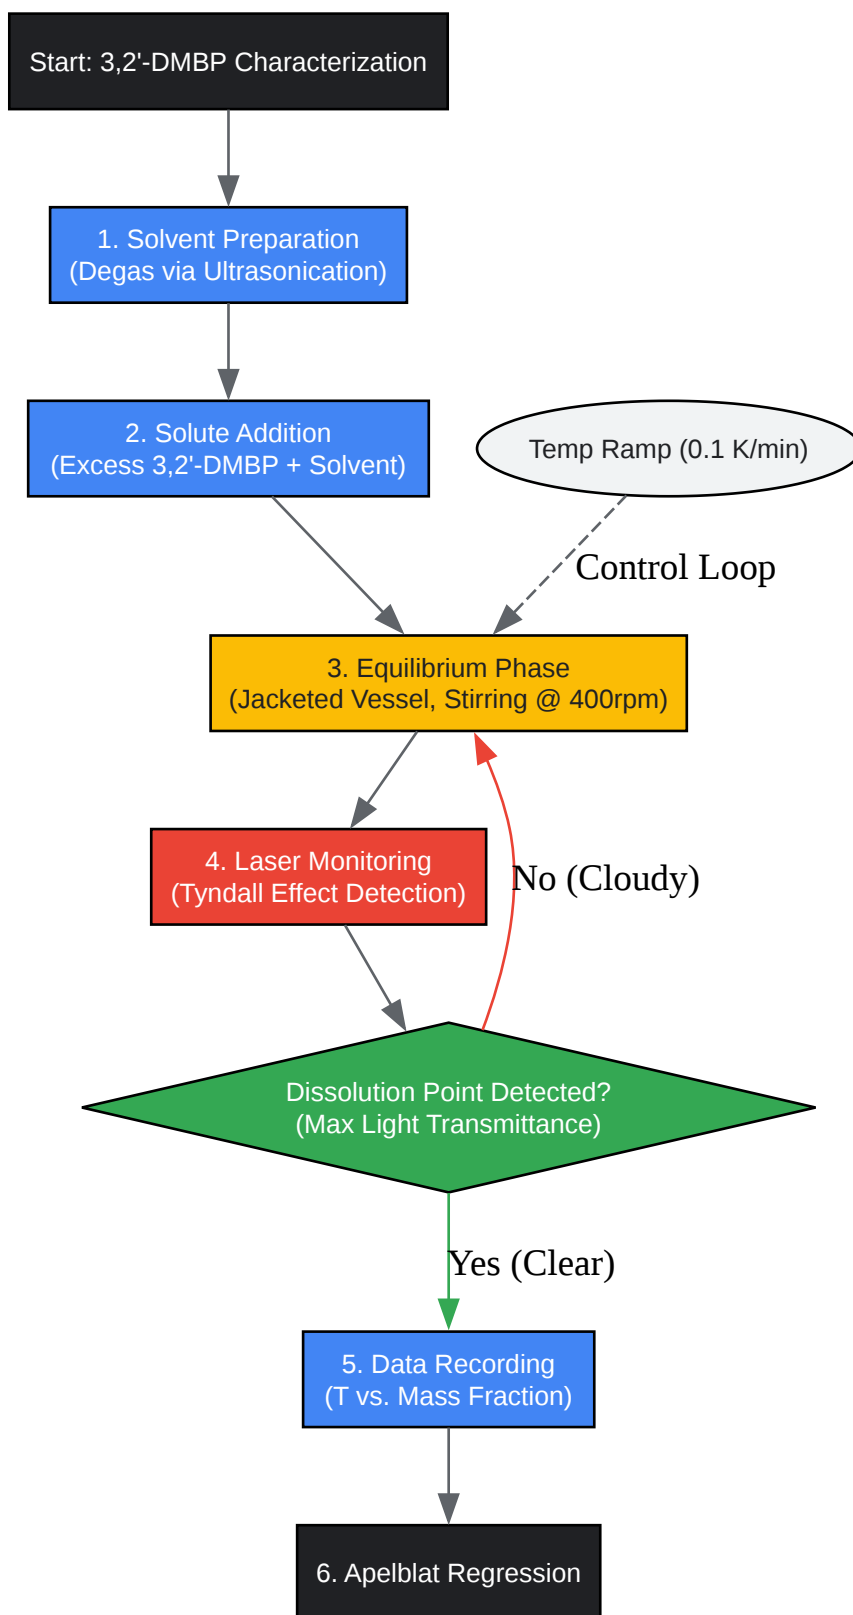 Start: 3,2'-DMBP Characterization
1. Solvent Preparation
(Degas via Ultrasonication)
2. Solute Addition
(Excess 3,2'-DMBP + Solvent)
Temp Ramp (0.1 K/min)
Control Loop
3. Equilibrium Phase
(Jacketed Vessel, Stirring @ 400rpm)
4. Laser Monitoring
(Tyndall Effect Detection)
No (Cloudy)
Dissolution Point Detected?
(Max Light Transmittance)
Yes (Clear)
5. Data Recording
(T vs. Mass Fraction)
6. Apelblat Regression